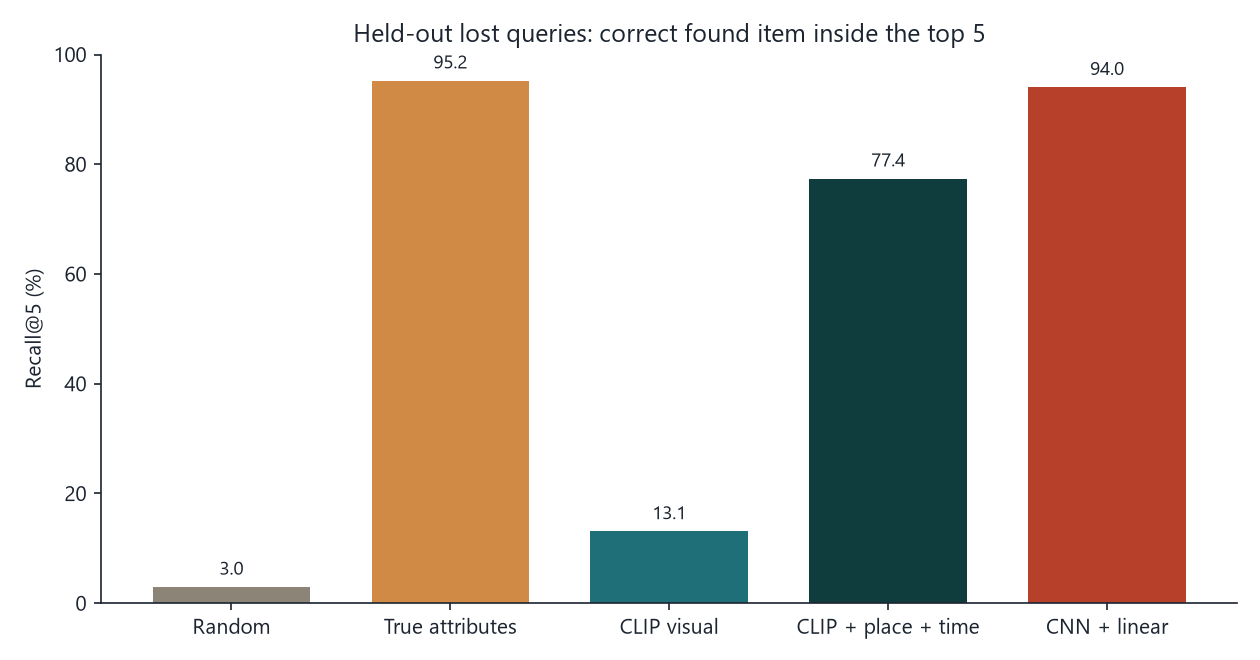 Held-out lost queries: correct found item inside the top 5
Recall@5 (%)
100
80
60
40
20
0
3.0
95.2
13.1
77.4
94.0
Random
True attributes
CLIP visual
CLIP + place + time
CNN + linear